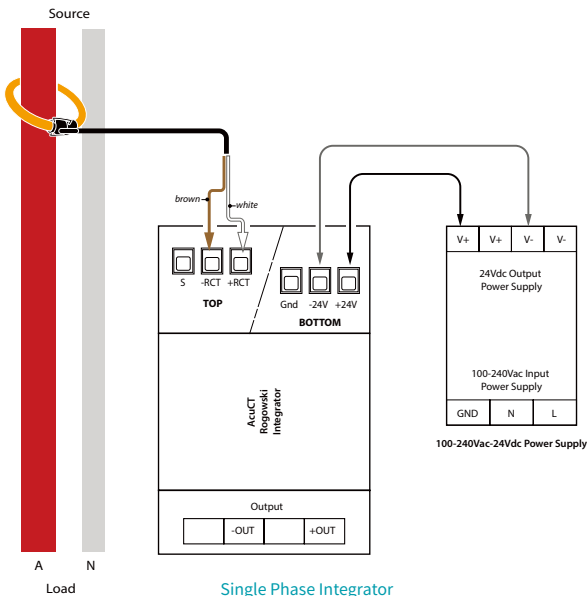 Source
brown
white
S
-RCT
+RCT
TOP
Gnd
-24V
+24V
BOTTOM
V+
V+
V-
V-
24Vdc Output
Power Supply
100-240Vac Input
Power Supply
GND
N
L
100-240Vac-24Vdc Power Supply
AcuCT
Rogowski
Integrator
Output
-OUT
+OUT
A
N
Load
Single Phase Integrator